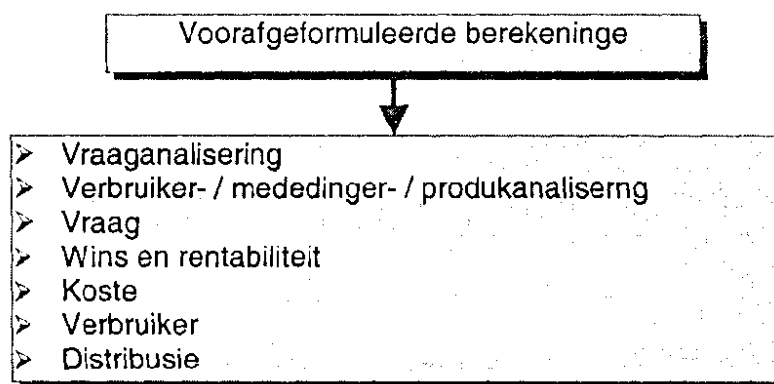 Voorafgeformuleerde berekeninge
➢ Vraaganalisering
➢ Verbruiker- / mededinger- / produkanaliserng
➢ Vraag
➢ Wins en rentabiliteit
➢ Koste
➢ Verbruiker
➢ Distribusie